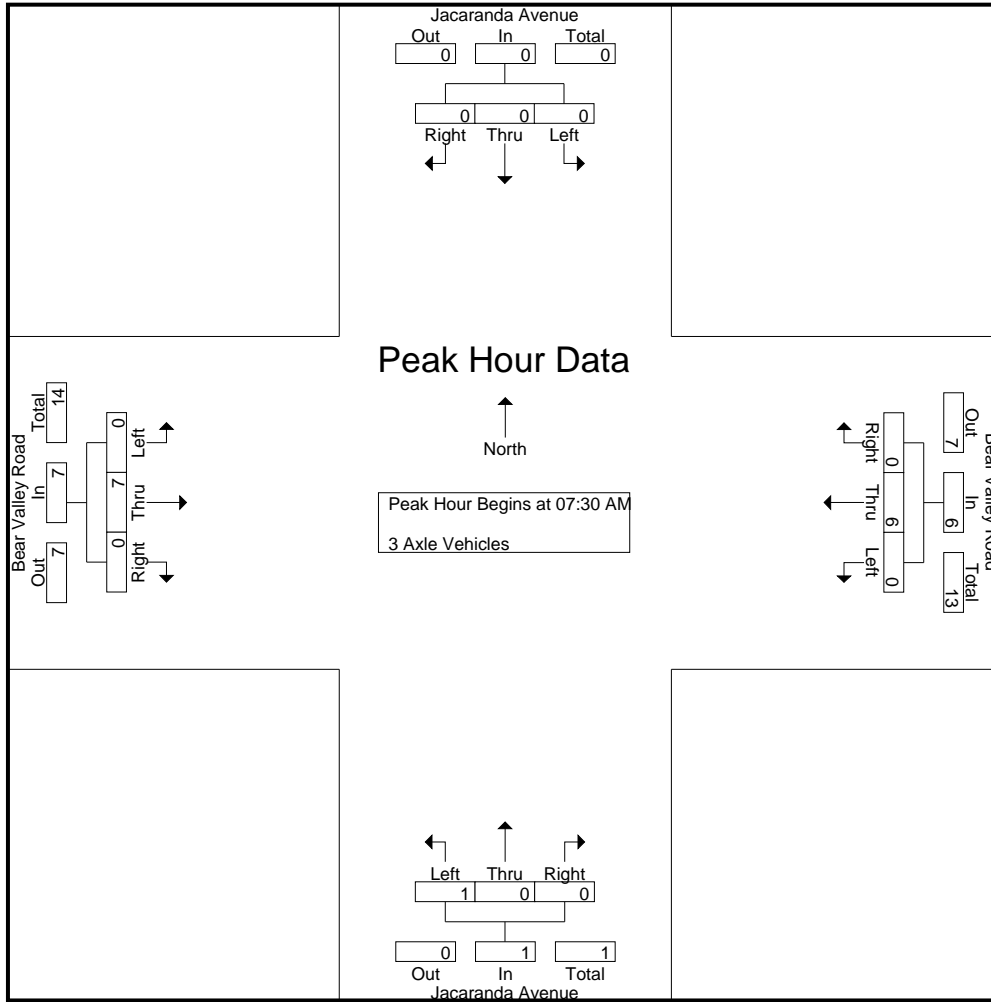 Jacaranda Avenue
Out In Total
0 0 0
0 0 0
Right Thru Left
Peak Hour Data
North
Peak Hour Begins at 07:30 AM
3 Axle Vehicles
Bear Valley Road
Out In Total
7 7 14
Right Thru Left
0 7 0
Right Thru Left
0 6 0
Out In Total
7 6 13
Bear Valley Road
Left Thru Right
1 0 0
0 1 1
Out In Total
Jacaranda Avenue